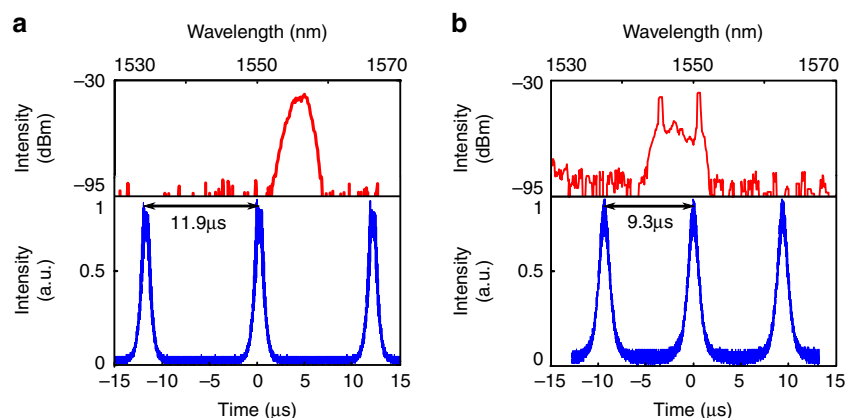 a
Wavelength (nm)
1530 1550 1570
−30
−95
Intensity
(dBm)
11.9μs
1
0.5
0
Intensity
(a.u.)
−15 −10 −5 0 5 10 15
Time (μs)
b
Wavelength (nm)
1530 1550 1570
−30
−95
Intensity
(dBm)
9.3μs
1
0.5
0
Intensity
(a.u.)
−15 −10 −5 0 5 10 15
Time (μs)